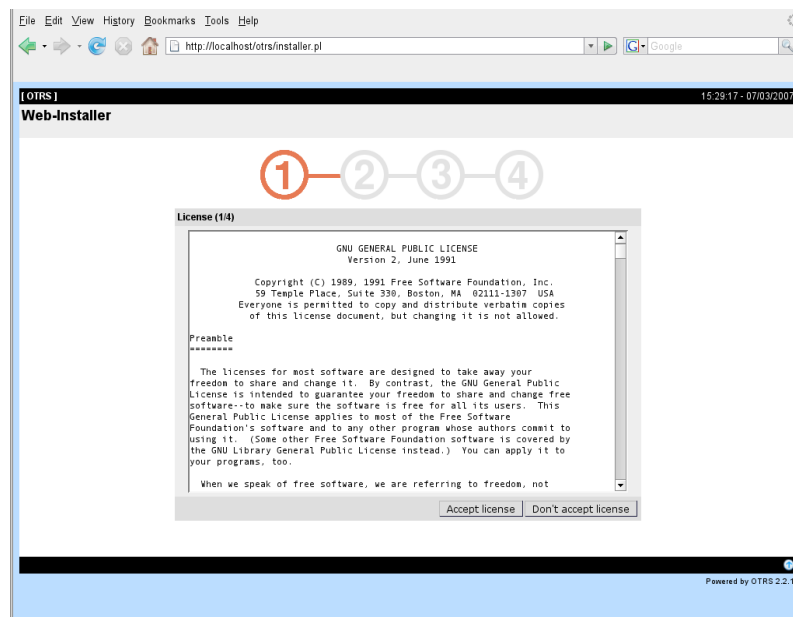 File Edit View History Bookmarks Tools Help
http://localhost/otrs/installer.pl
G Google
[ OTRS ] 15:29:17 - 07/03/2007
Web-Installer
1 2 3 4
License (1/4)
GNU GENERAL PUBLIC LICENSE
Version 2, June 1991
Copyright (C) 1989, 1991 Free Software Foundation, Inc.
59 Temple Place, Suite 330, Boston, MA 02111-1307 USA
Everyone is permitted to copy and distribute verbatim copies
of this license document, but changing it is not allowed.
Preamble
========
The licenses for most software are designed to take away your
freedom to share and change it. By contrast, the GNU General Public
License is intended to guarantee your freedom to share and change free
software--to make sure the software is free for all its users. This
General Public License applies to most of the Free Software
Foundation's software and to any other program whose authors commit to
using it. (Some other Free Software Foundation software is covered by
the GNU Library General Public License instead.) You can apply it to
your programs, too.
When we speak of free software, we are referring to freedom, not
Accept license Don't accept license
Powered by OTRS 2.2.1